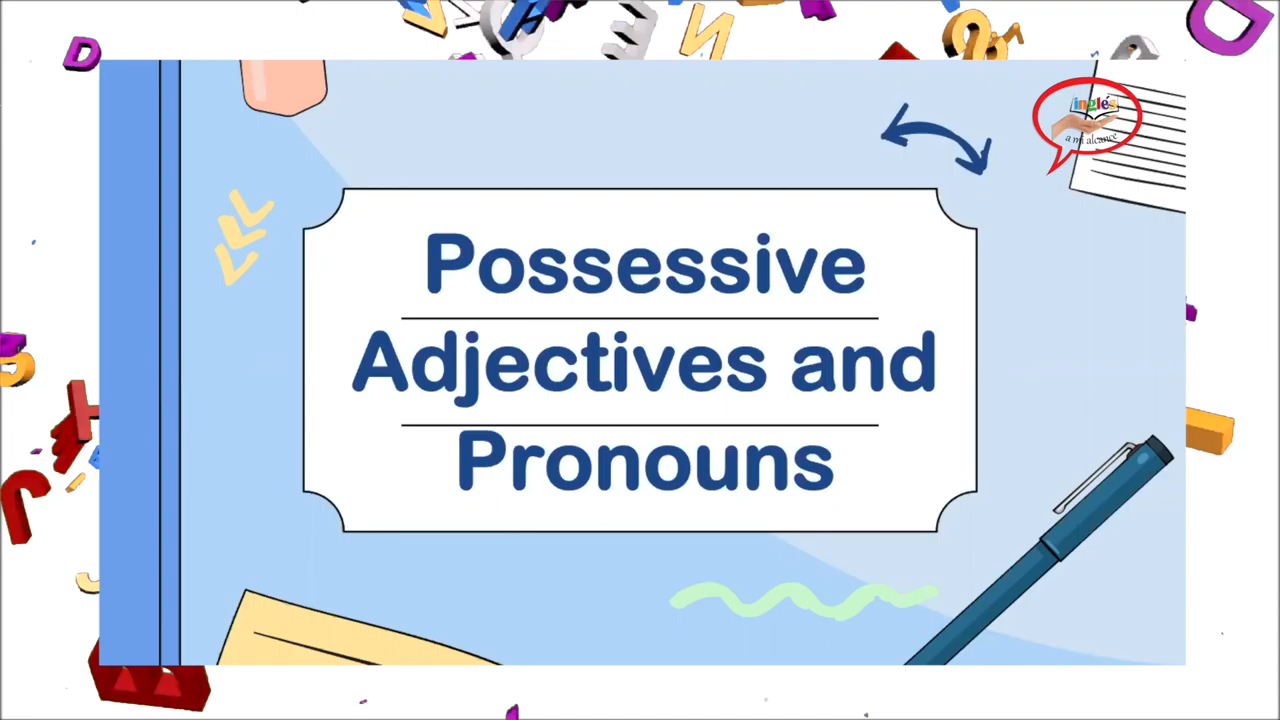 inglés
a mi alcance
Possessive
Adjectives and
Pronouns